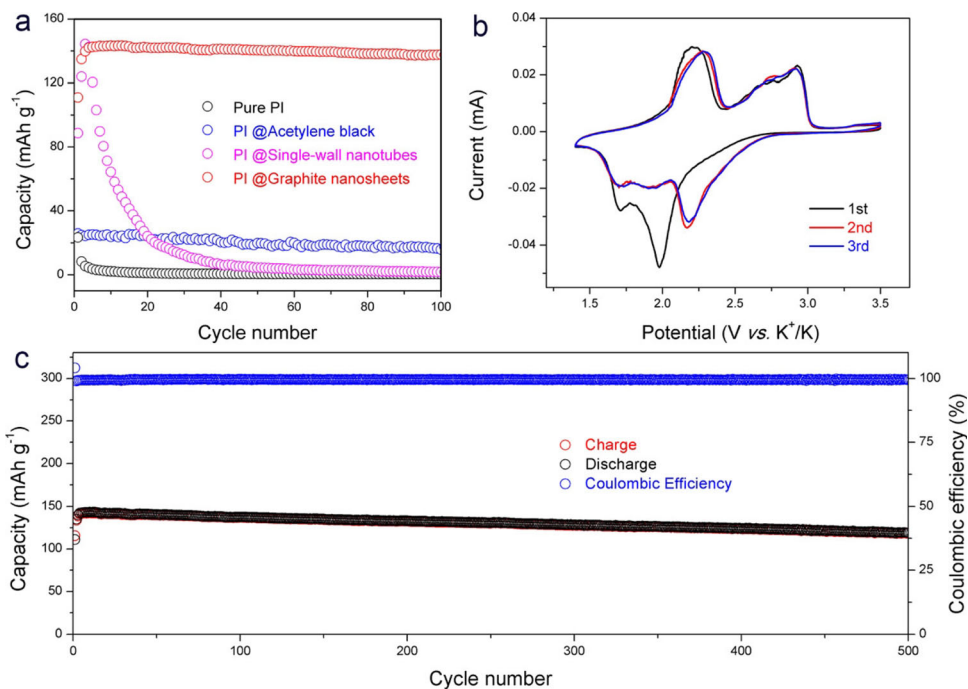 a
160
120
80
40
0
Capacity (mAh g⁻¹)
Pure PI
PI @Acetylene black
PI @Single-wall nanotubes
PI @Graphite nanosheets
0 20 40 60 80 100
Cycle number
b
0.04
0.02
0.00
-0.02
-0.04
Current (mA)
1st
2nd
3rd
1.5 2.0 2.5 3.0 3.5
Potential (V vs. K⁺/K)
c
300
250
200
150
100
50
0
Capacity (mAh g⁻¹)
Charge
Discharge
Coulombic Efficiency
100
75
50
25
0
Coulombic efficiency (%)
0 100 200 300 400 500
Cycle number